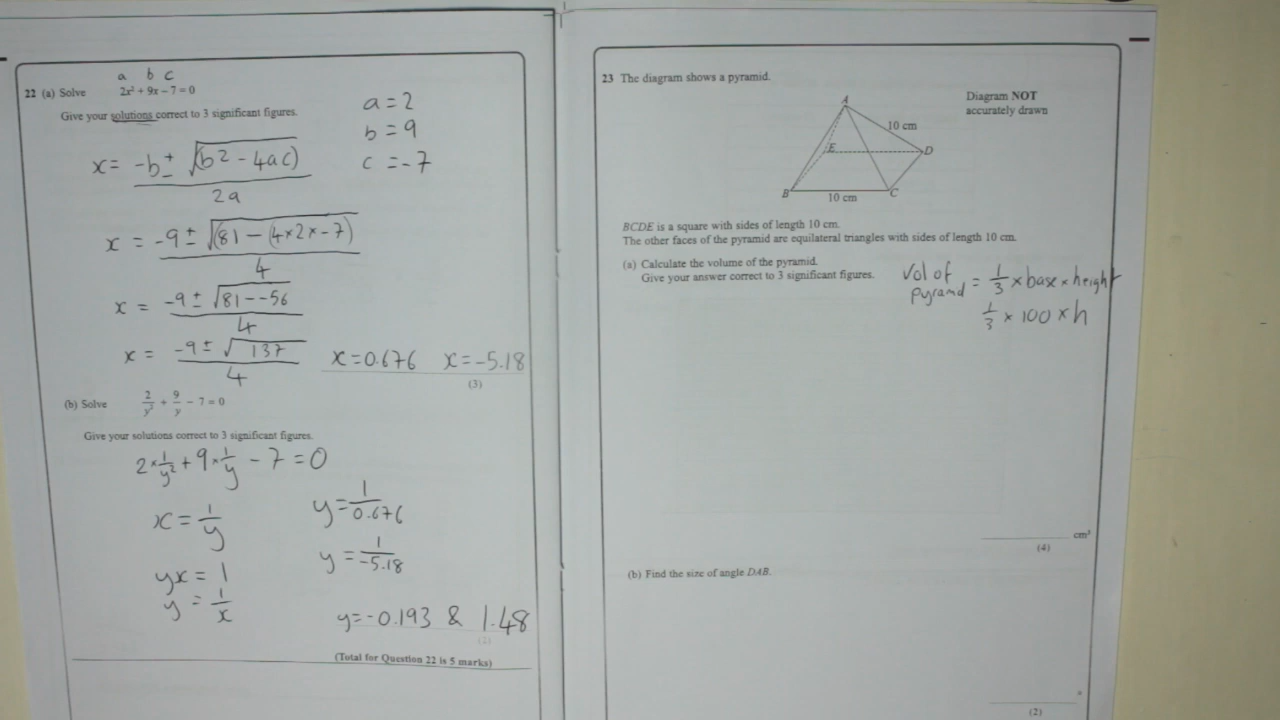 a b c
22 (a) Solve 2x² + 9x – 7 = 0
Give your solutions correct to 3 significant figures.
a = 2
b = 9
c = -7
x = -b ± √(b² - 4ac)
2a
x = -9 ± √(81 - (4×2×-7)
4
x = -9 ± √81 - -56
4
x = -9 ± √137
4
x = 0.676 x = -5.18
(3)
(b) Solve 2/y² + 9/y – 7 = 0
Give your solutions correct to 3 significant figures.
2 × 1/y² + 9 × 1/y - 7 = 0
x = 1/y
yx = 1
y = 1/x
y = 1/0.676
y = 1/-5.18
y = -0.193 & 1.48
(2)
(Total for Question 22 is 5 marks)
23 The diagram shows a pyramid.
Diagram NOT
accurately drawn
A
10 cm
E
D
B
C
10 cm
BCDE is a square with sides of length 10 cm.
The other faces of the pyramid are equilateral triangles with sides of length 10 cm.
(a) Calculate the volume of the pyramid.
Give your answer correct to 3 significant figures.
Vol of pyramd = 1/3 × base × height
1/3 × 100 × h
cm³
(4)
(b) Find the size of angle DAB.
°
(2)